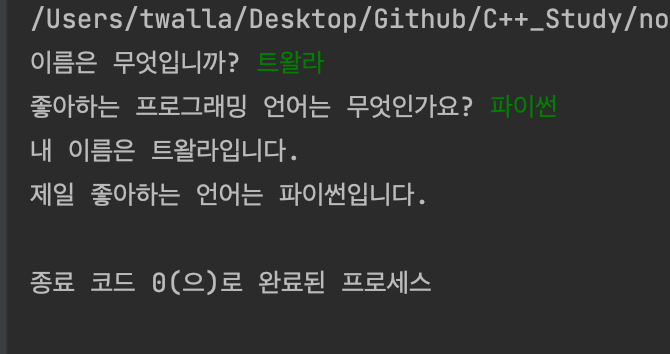 /Users/twalla/Desktop/Github/C++_Study/no
이름은 무엇입니까? 트왈라
좋아하는 프로그래밍 언어는 무엇인가요? 파이썬
내 이름은 트왈라입니다.
제일 좋아하는 언어는 파이썬입니다.
종료 코드 0(으)로 완료된 프로세스